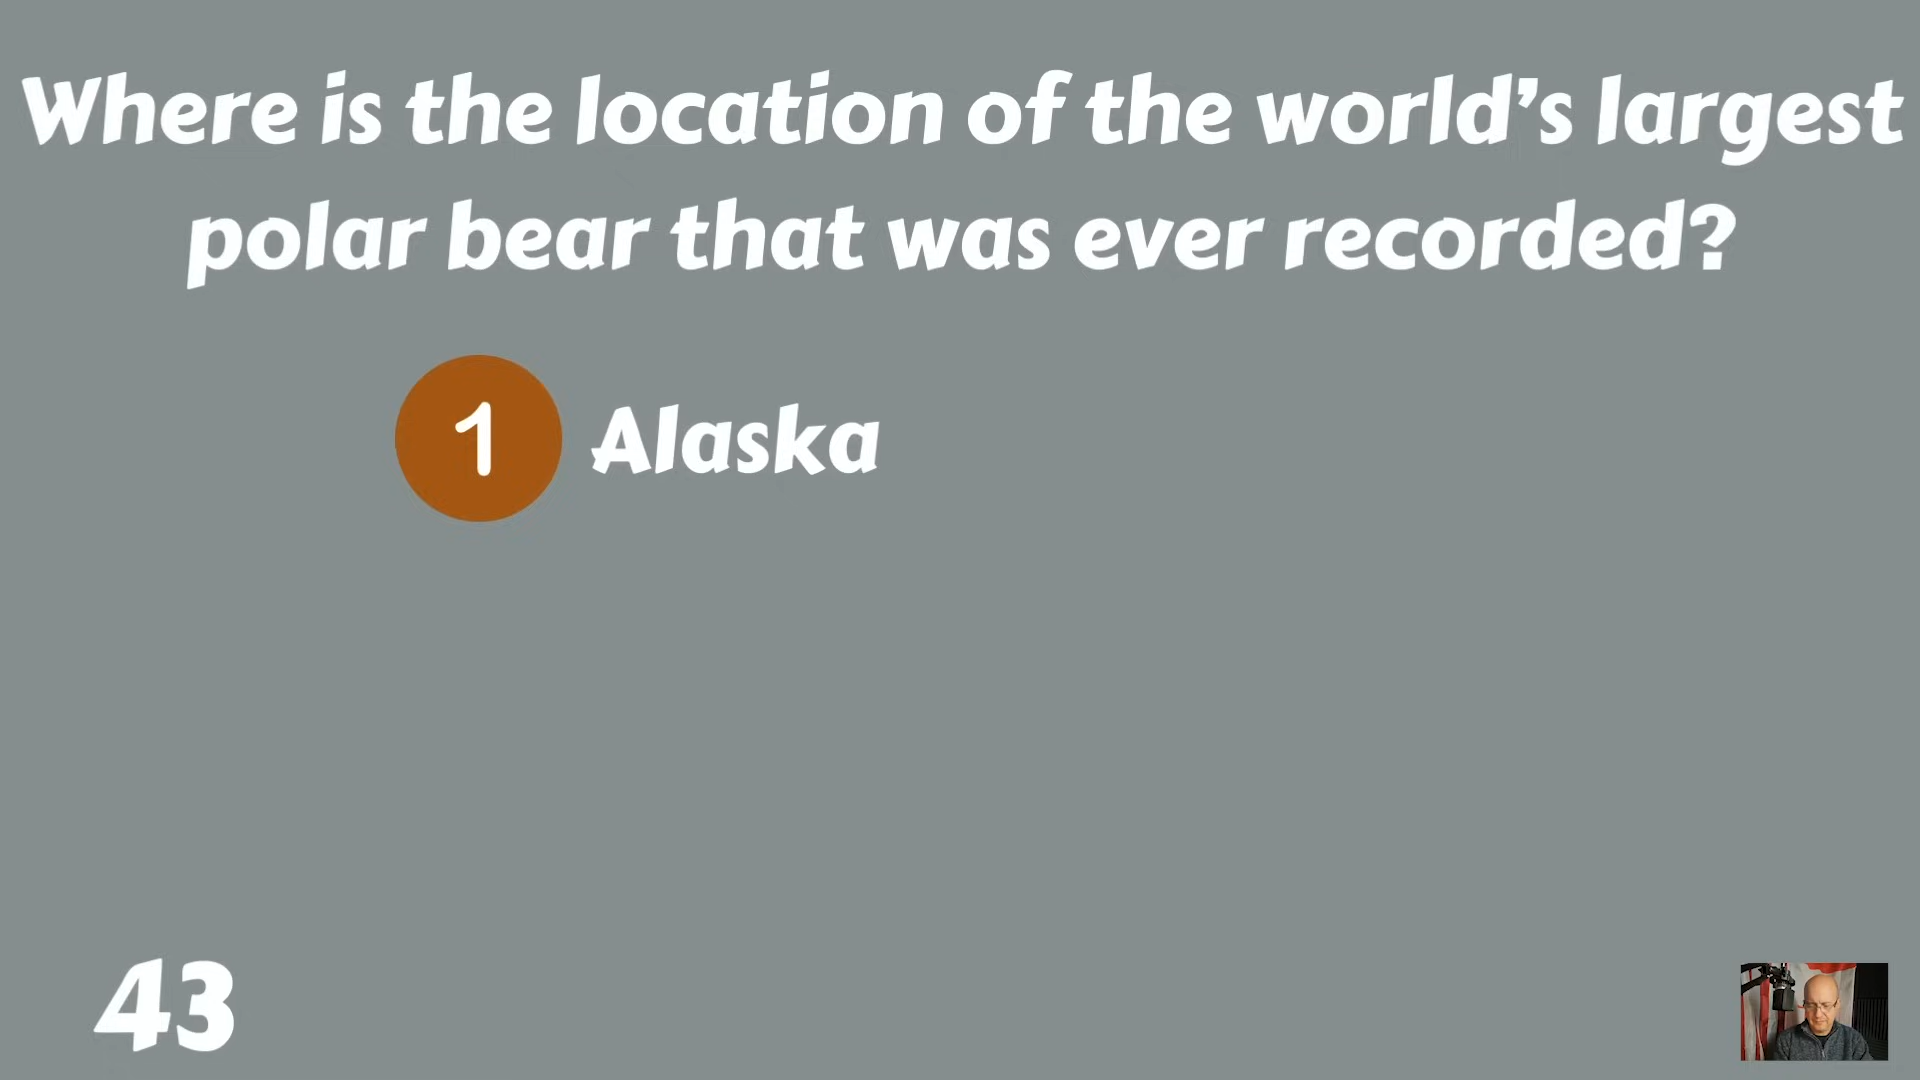 Where is the location of the world's largest
polar bear that was ever recorded?
1 Alaska
43